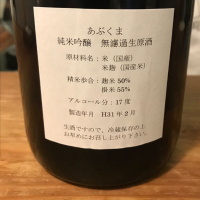 あぶくま
純米吟醸　無濾過生原酒
原材料名：米（国産）
米麹（国産米）
精米歩合：麹米 50%
掛米 55%
アルコール分：17度
製造年月　H31年2月
生酒ですので、冷蔵保存の上
お早めにお召し上がり下さい。